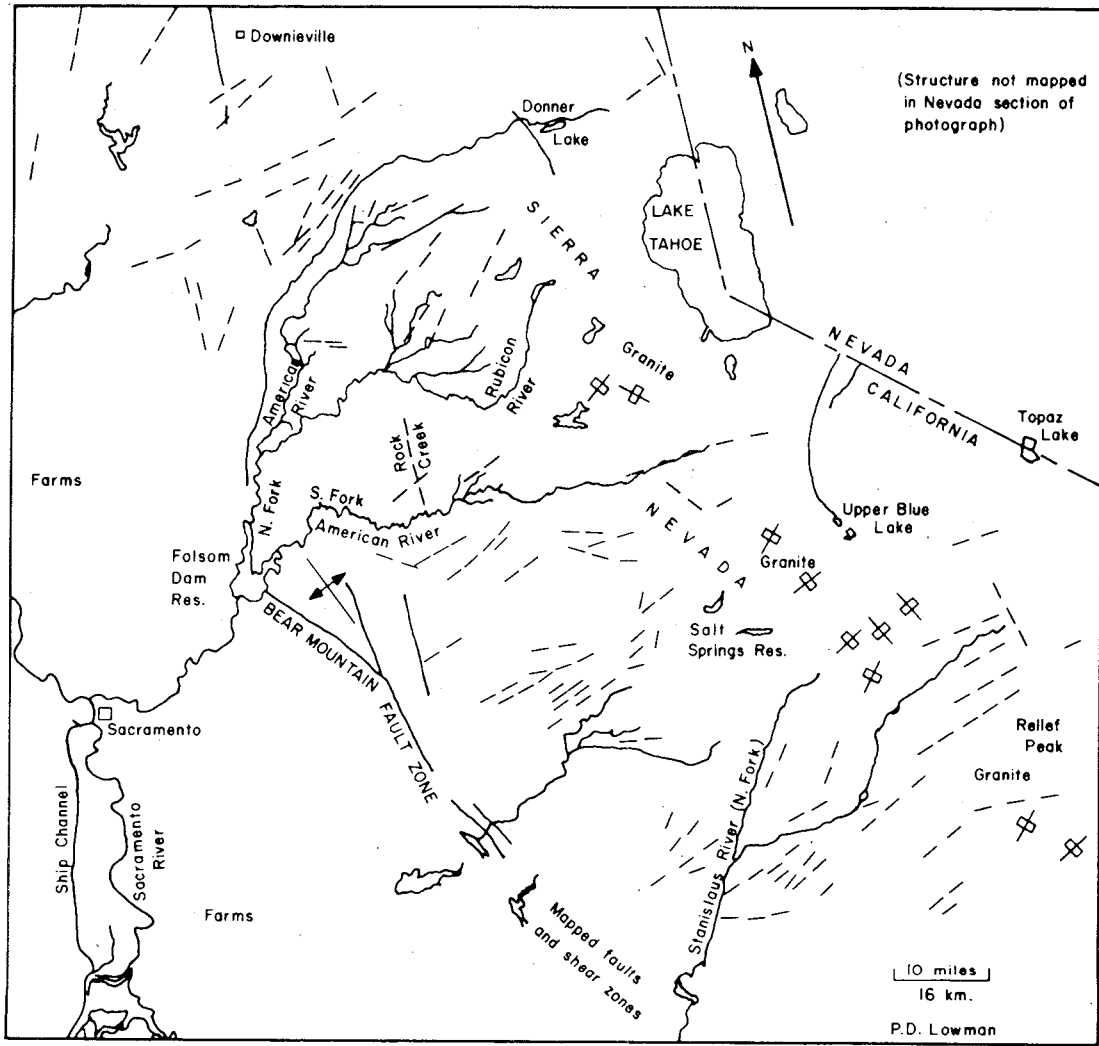 Downieville
N
(Structure not mapped
in Nevada section of
photograph)
Donner
Lake
SIERRA
LAKE
TAHOE
NEVADA
CALIFORNIA
Granite
Rubicon
River
American
River
Topaz
Lake
Rock
Creek
Farms
N. Fork
S. Fork
American River
NEVADA
Upper Blue
Lake
Granite
Folsom
Dam
Res.
BEAR MOUNTAIN FAULT ZONE
Salt
Springs Res.
Sacramento
Relief
Peak
Granite
Ship Channel
Sacramento
River
Stanislaus River (N. Fork)
Farms
Mapped faults
and shear zones
10 miles
16 km.
P.D. Lowman